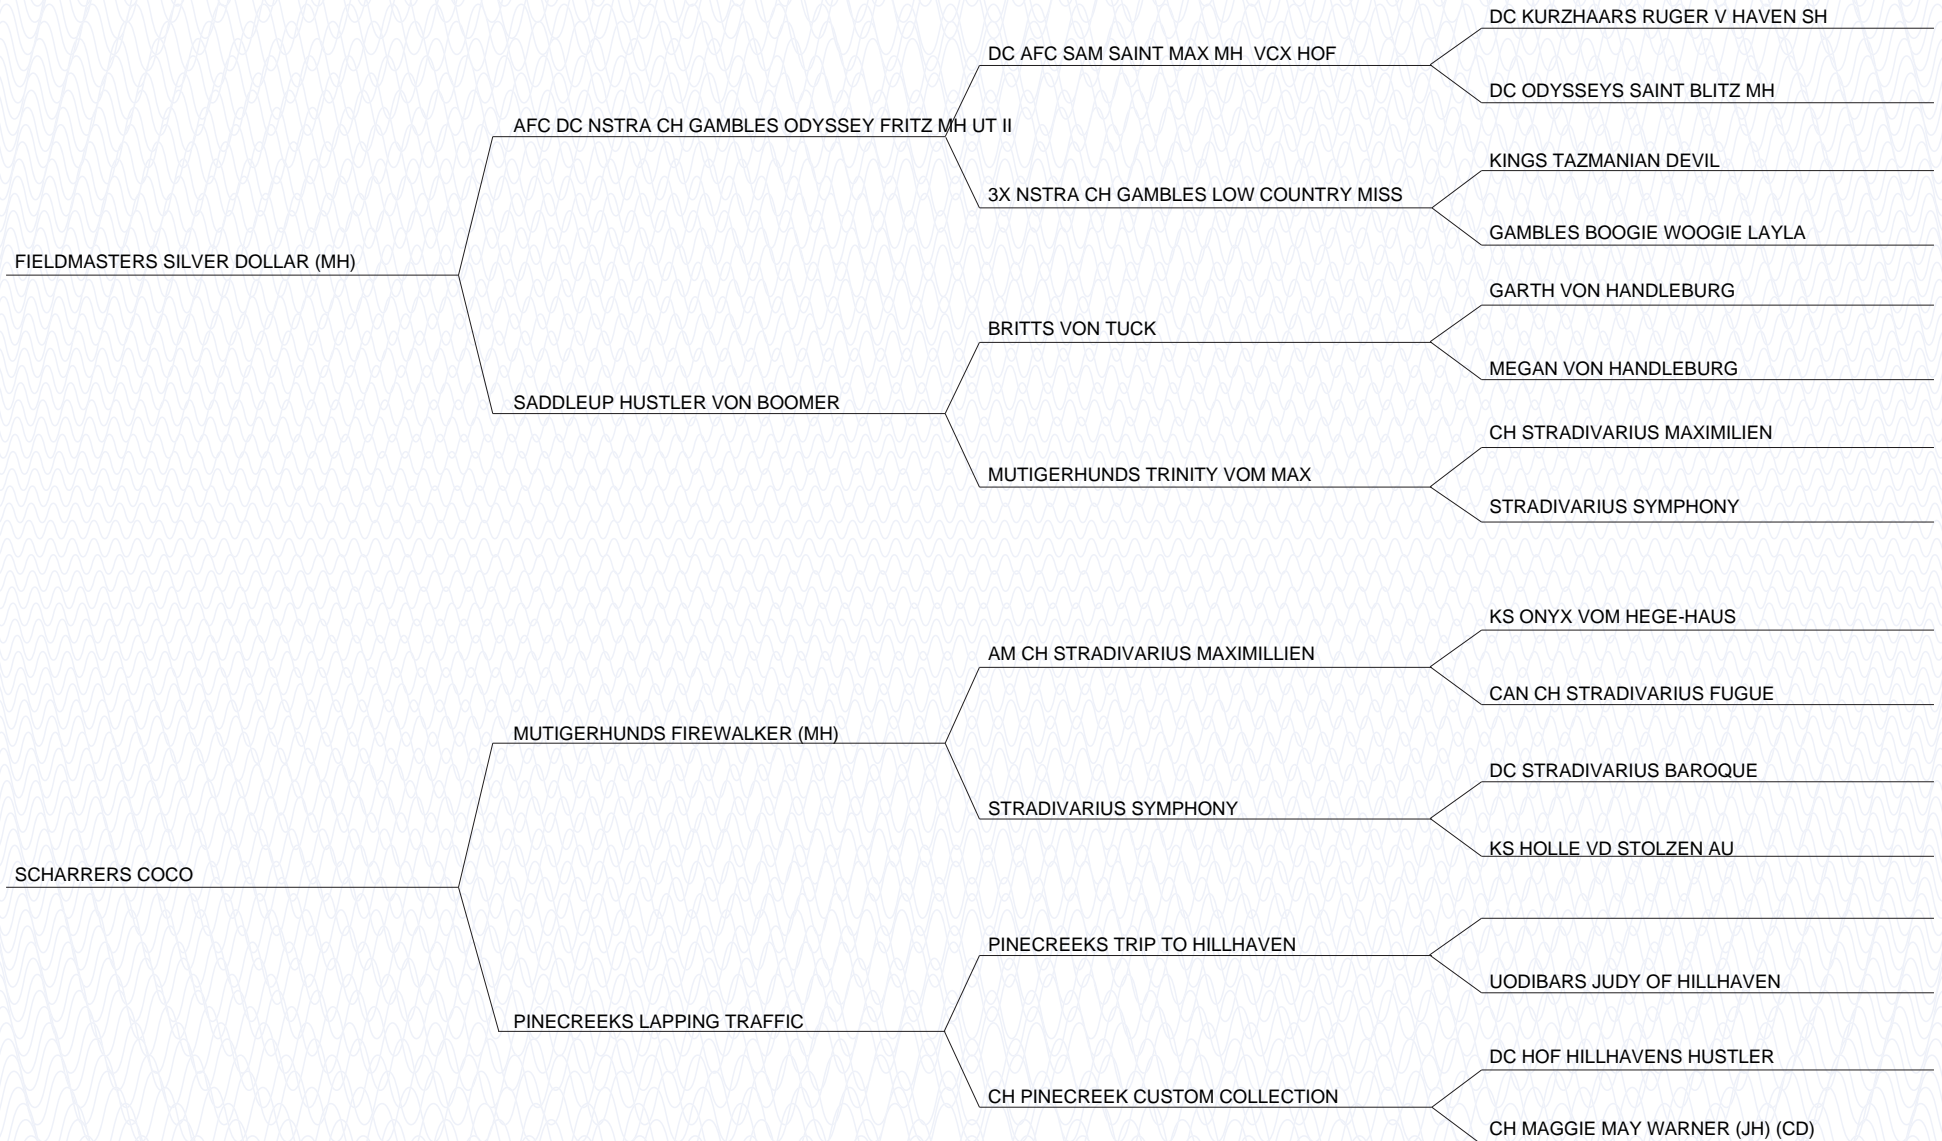 DC KURZHAARS RUGER V HAVEN SH
DC AFC SAM SAINT MAX MH  VCX HOF
DC ODYSSEYS SAINT BLITZ MH
AFC DC NSTRA CH GAMBLES ODYSSEY FRITZ MH UT II
KINGS TAZMANIAN DEVIL
3X NSTRA CH GAMBLES LOW COUNTRY MISS
GAMBLES BOOGIE WOOGIE LAYLA
FIELDMASTERS SILVER DOLLAR (MH)
GARTH VON HANDLEBURG
BRITTS VON TUCK
MEGAN VON HANDLEBURG
SADDLEUP HUSTLER VON BOOMER
CH STRADIVARIUS MAXIMILIEN
MUTIGERHUNDS TRINITY VOM MAX
STRADIVARIUS SYMPHONY
KS ONYX VOM HEGE-HAUS
AM CH STRADIVARIUS MAXIMILLIEN
CAN CH STRADIVARIUS FUGUE
MUTIGERHUNDS FIREWALKER (MH)
DC STRADIVARIUS BAROQUE
STRADIVARIUS SYMPHONY
KS HOLLE VD STOLZEN AU
SCHARRERS COCO
PINECREEKS TRIP TO HILLHAVEN
UODIBARS JUDY OF HILLHAVEN
PINECREEKS LAPPING TRAFFIC
DC HOF HILLHAVENS HUSTLER
CH PINECREEK CUSTOM COLLECTION
CH MAGGIE MAY WARNER (JH) (CD)